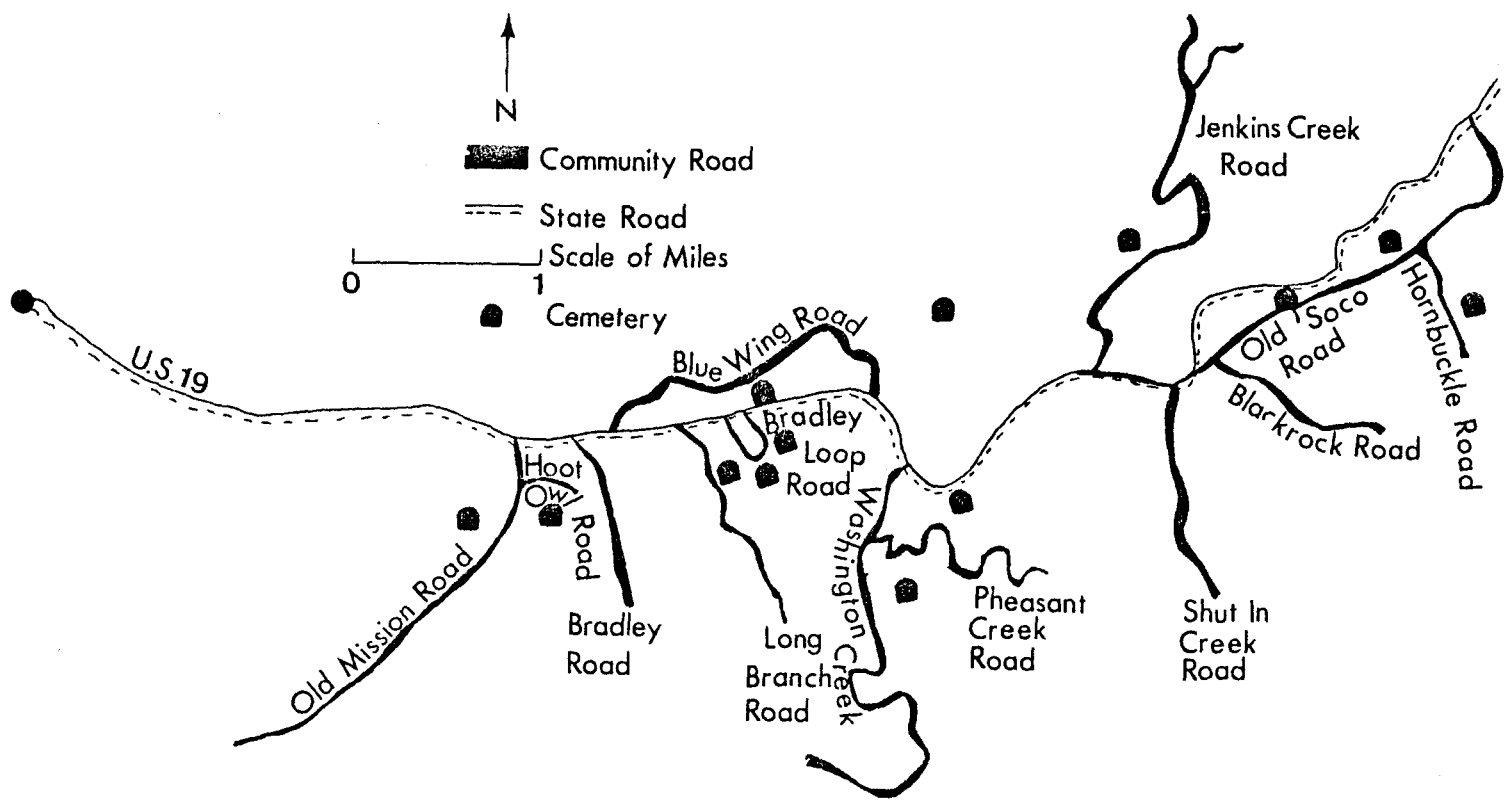 N
Community Road
State Road
Scale of Miles
0 1
Cemetery
U.S.19
Blue Wing Road
Jenkins Creek
Road
Hoot
Owl
Road
Old Mission Road
Bradley
Road
Bradley
Loop
Road
Long
Branch
Road
Washington Creek
Pheasant
Creek
Road
Shut In
Creek
Road
Old Soco
Road
Blackrock Road
Hornbuckle Road